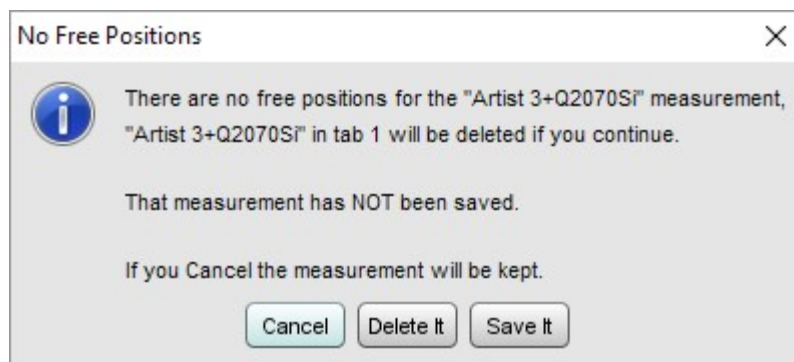 No Free Positions
There are no free positions for the "Artist 3+Q2070Si" measurement,
"Artist 3+Q2070Si" in tab 1 will be deleted if you continue.
That measurement has NOT been saved.
If you Cancel the measurement will be kept.
Cancel Delete It Save It